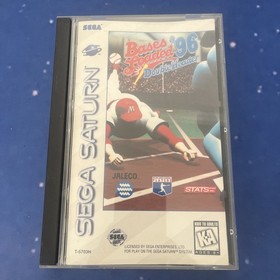 SEGA
SEGA SATURN
Bases
Loaded '96
Double Header
JALECO
STATS
K-A
LICENSED BY SEGA ENTERPRISES, LTD.
FOR PLAY ON THE SEGA SATURN SYSTEM